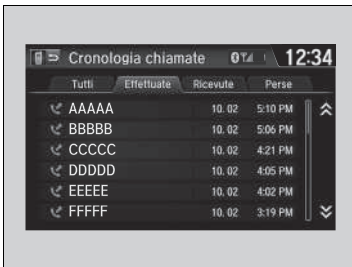 Cronologia chiamate 12:34
Tutti Effettuate Ricevute Perse
AAAAA 10. 02 5:10 PM
BBBBB 10. 02 5:06 PM
CCCCC 10. 02 4:21 PM
DDDDD 10. 02 4:05 PM
EEEEE 10. 02 4:02 PM
FFFFF 10. 02 3:19 PM